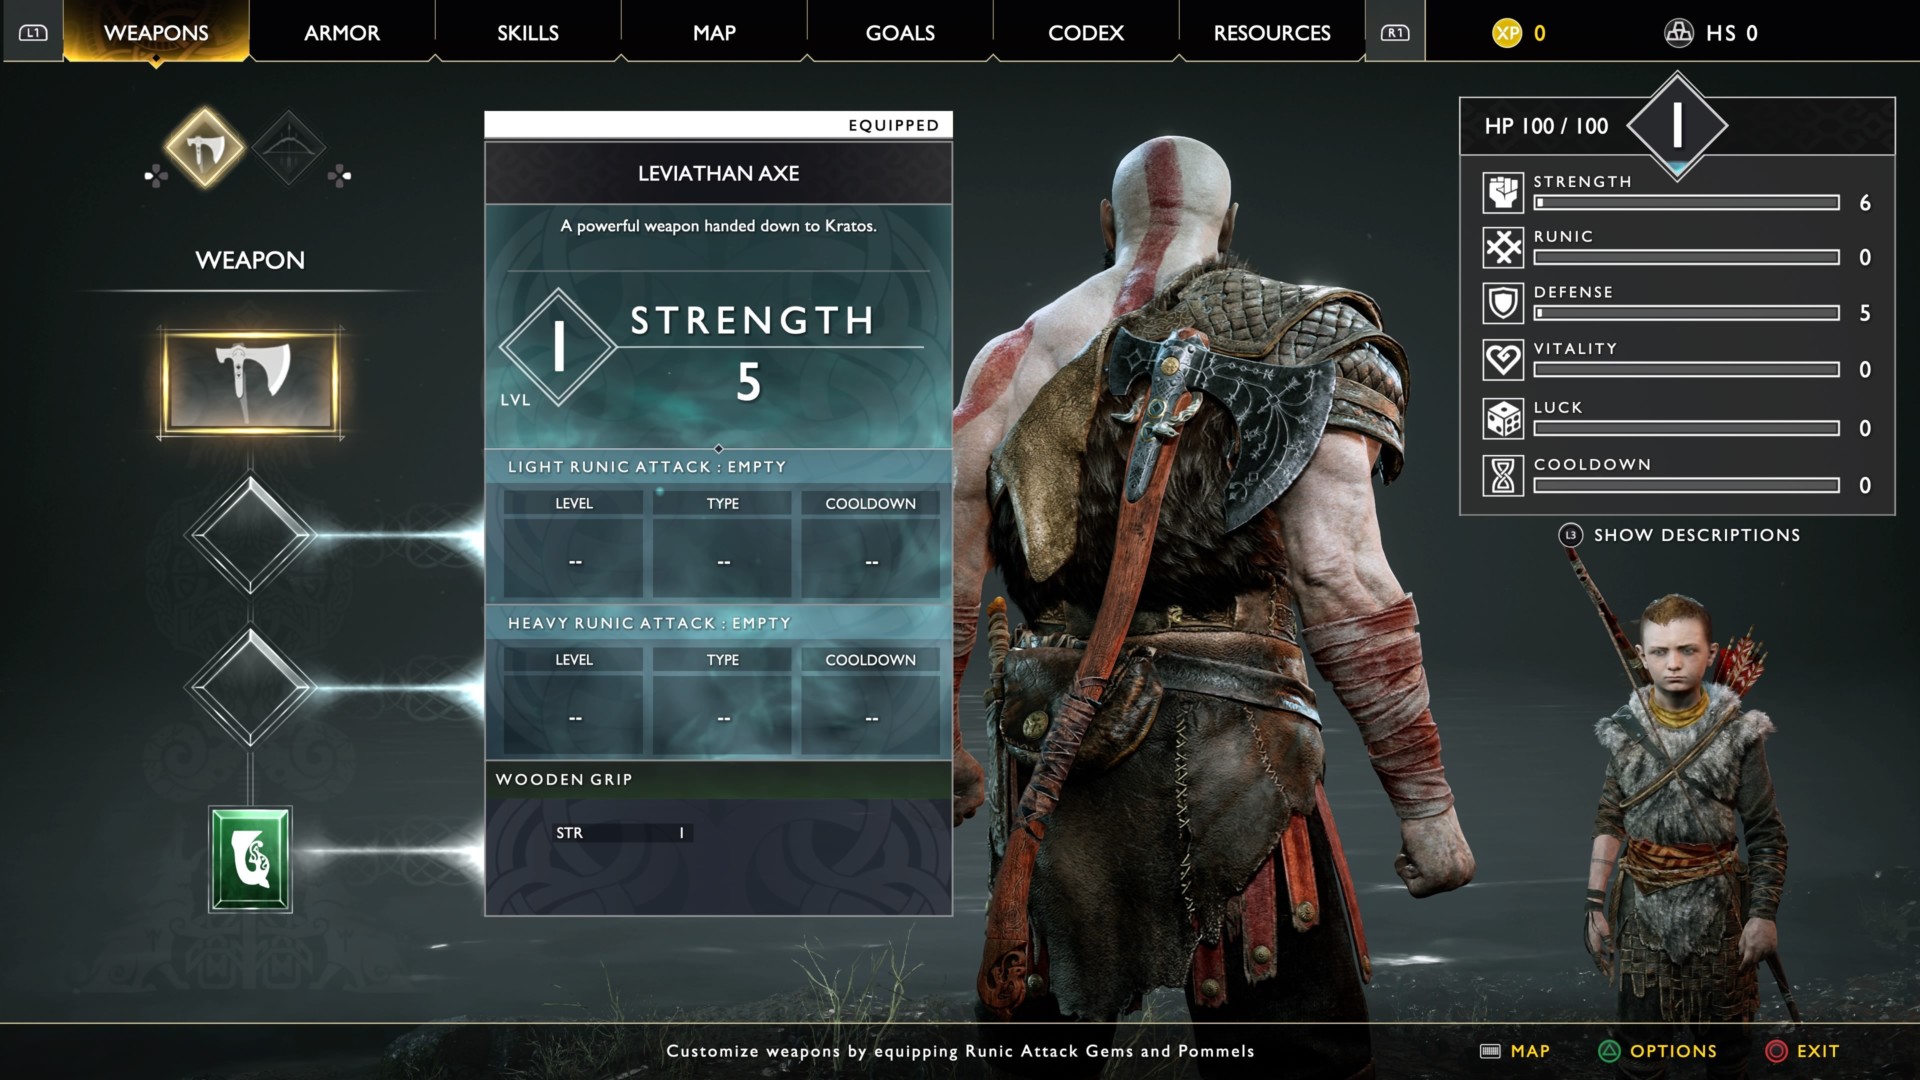 L1
WEAPONS
ARMOR
SKILLS
MAP
GOALS
CODEX
RESOURCES
R1
XP 0
HS 0
WEAPON
EQUIPPED
LEVIATHAN AXE
A powerful weapon handed down to Kratos.
I
LVL
STRENGTH
5
LIGHT RUNIC ATTACK : EMPTY
LEVEL
TYPE
COOLDOWN
--
--
--
HEAVY RUNIC ATTACK : EMPTY
LEVEL
TYPE
COOLDOWN
--
--
--
WOODEN GRIP
STR I
HP 100 / 100
I
STRENGTH
6
RUNIC
0
DEFENSE
5
VITALITY
0
LUCK
0
COOLDOWN
0
L3 SHOW DESCRIPTIONS
Customize weapons by equipping Runic Attack Gems and Pommels
MAP
OPTIONS
EXIT